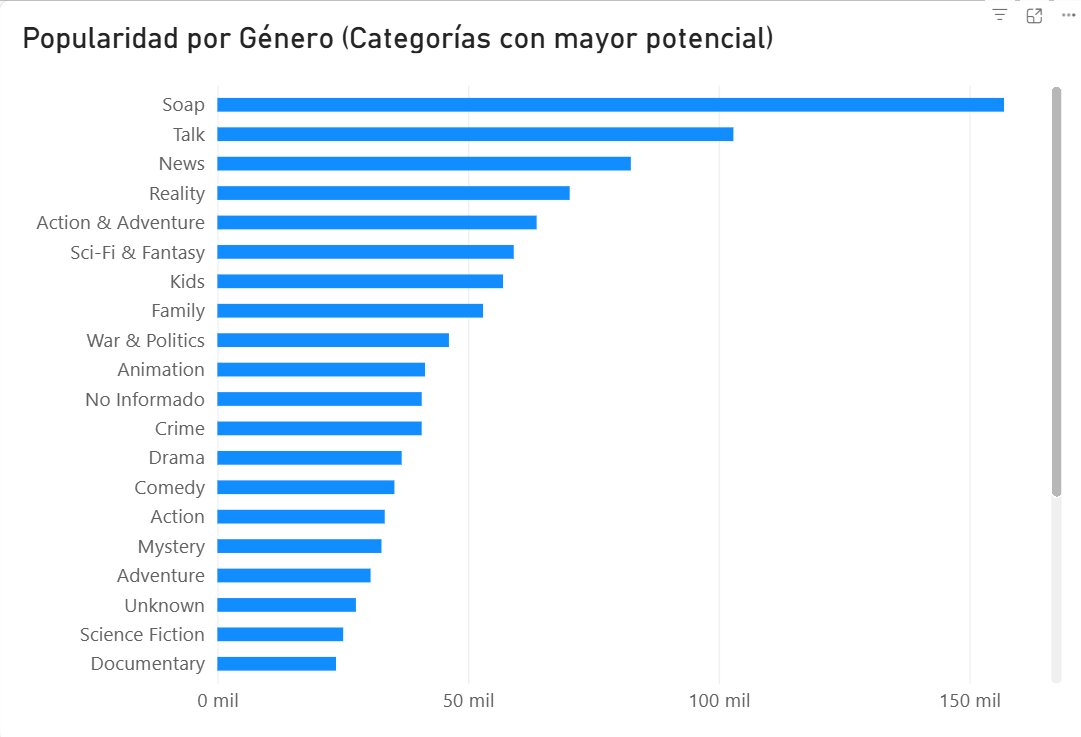 Popularidad por Género (Categorías con mayor potencial)
Soap
Talk
News
Reality
Action & Adventure
Sci-Fi & Fantasy
Kids
Family
War & Politics
Animation
No Informado
Crime
Drama
Comedy
Action
Mystery
Adventure
Unknown
Science Fiction
Documentary
0 mil 50 mil 100 mil 150 mil